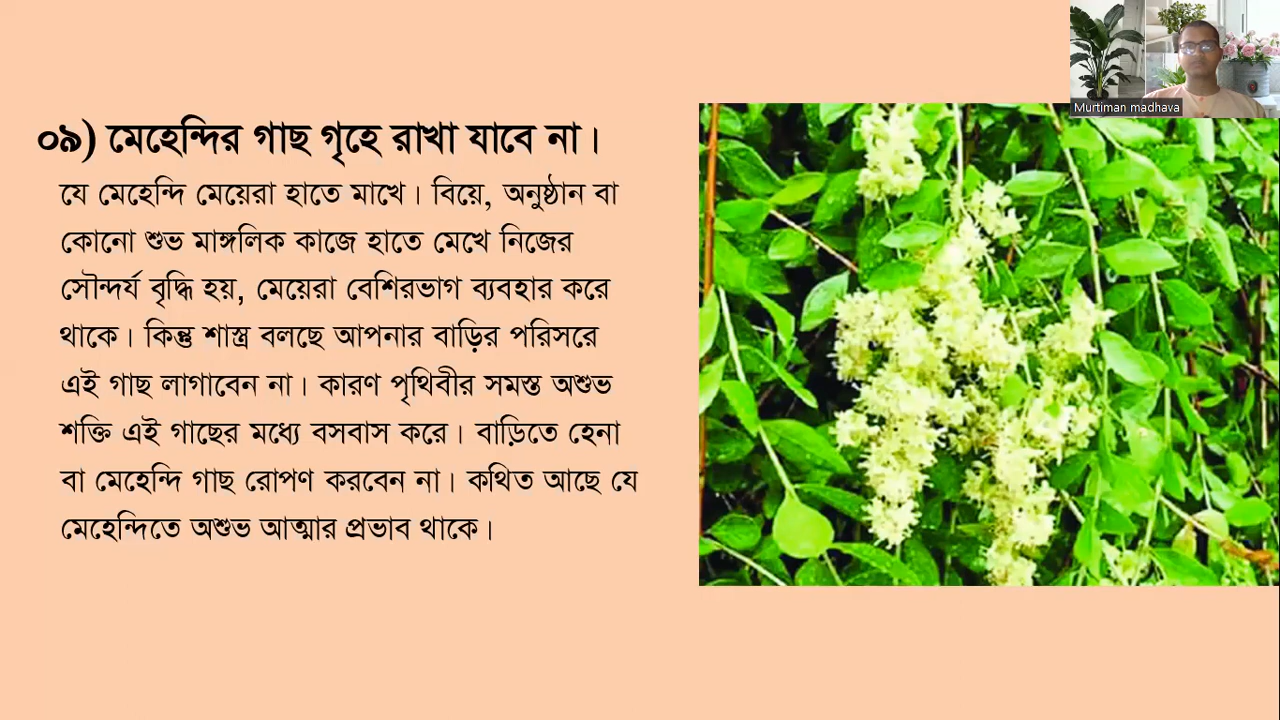 ০৯) মেহেন্দির গাছ গৃহে রাখা যাবে না।
যে মেহেন্দি মেয়েরা হাতে মাখে। বিয়ে, অনুষ্ঠান বা
কোনো শুভ মাঙ্গলিক কাজে হাতে মেখে নিজের
সৌন্দর্য বৃদ্ধি হয়, মেয়েরা বেশিরভাগ ব্যবহার করে
থাকে। কিন্তু শাস্ত্র বলছে আপনার বাড়ির পরিসরে
এই গাছ লাগাবেন না। কারণ পৃথিবীর সমস্ত অশুভ
শক্তি এই গাছের মধ্যে বসবাস করে। বাড়িতে হেনা
বা মেহেন্দি গাছ রোপণ করবেন না। কথিত আছে যে
মেহেন্দিতে অশুভ আত্মার প্রভাব থাকে।
Murtiman madhava